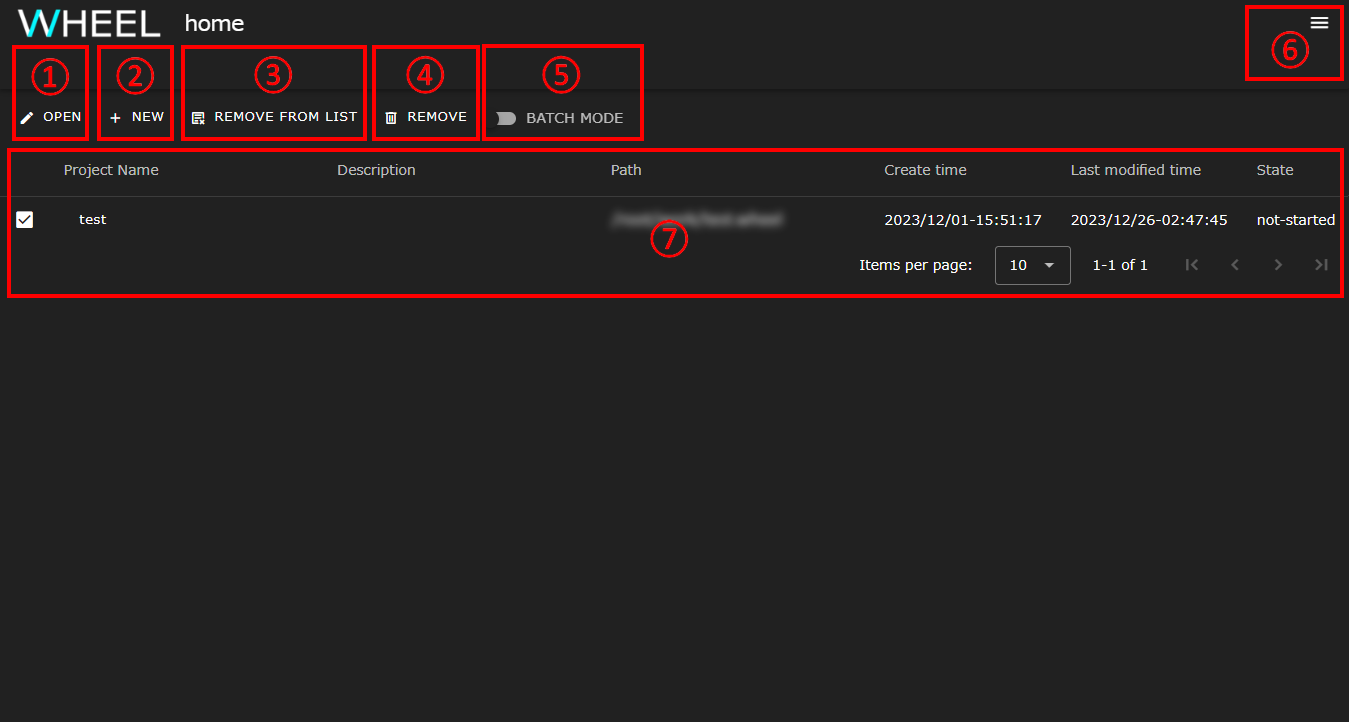 WHEEL home
⑥
① ② ③ ④ ⑤
OPEN NEW REMOVE FROM LIST REMOVE BATCH MODE
Project Name Description Path Create time Last modified time State
test 2023/12/01-15:51:17 2023/12/26-02:47:45 not-started
⑦
Items per page: 10 1-1 of 1